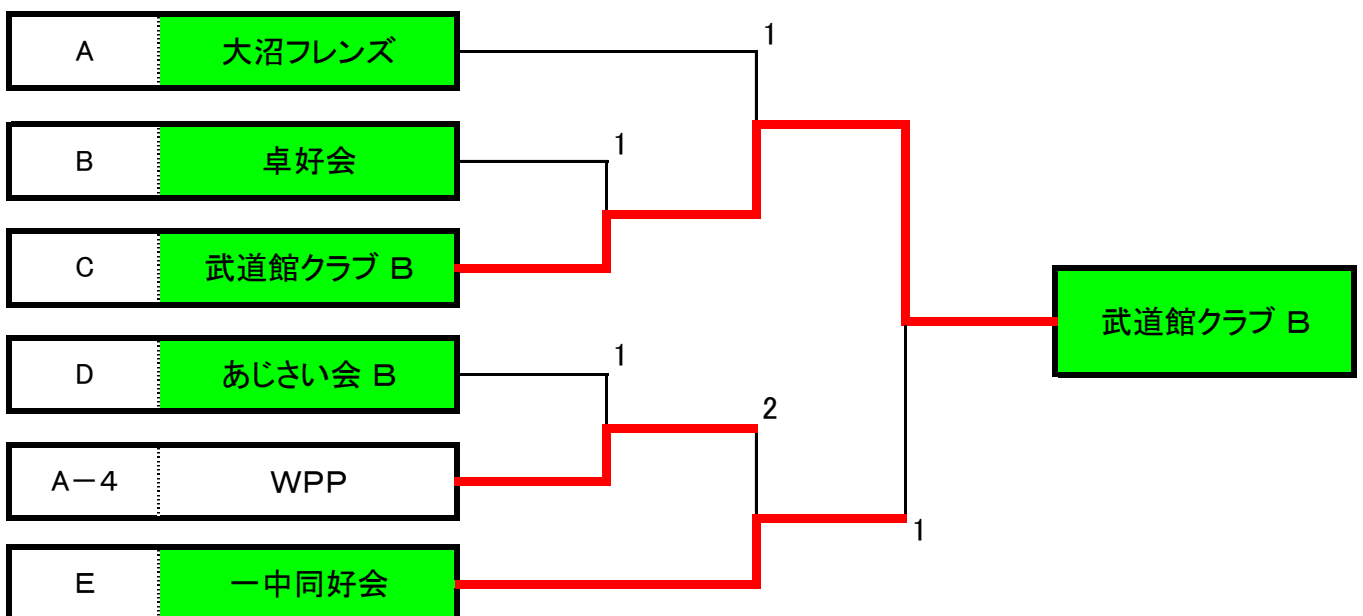 A 大沼フレンズ
1
B 卓好会
1
C 武道館クラブ B
武道館クラブ B
D あじさい会 B
1
2
A－4 WPP
1
E 一中同好会